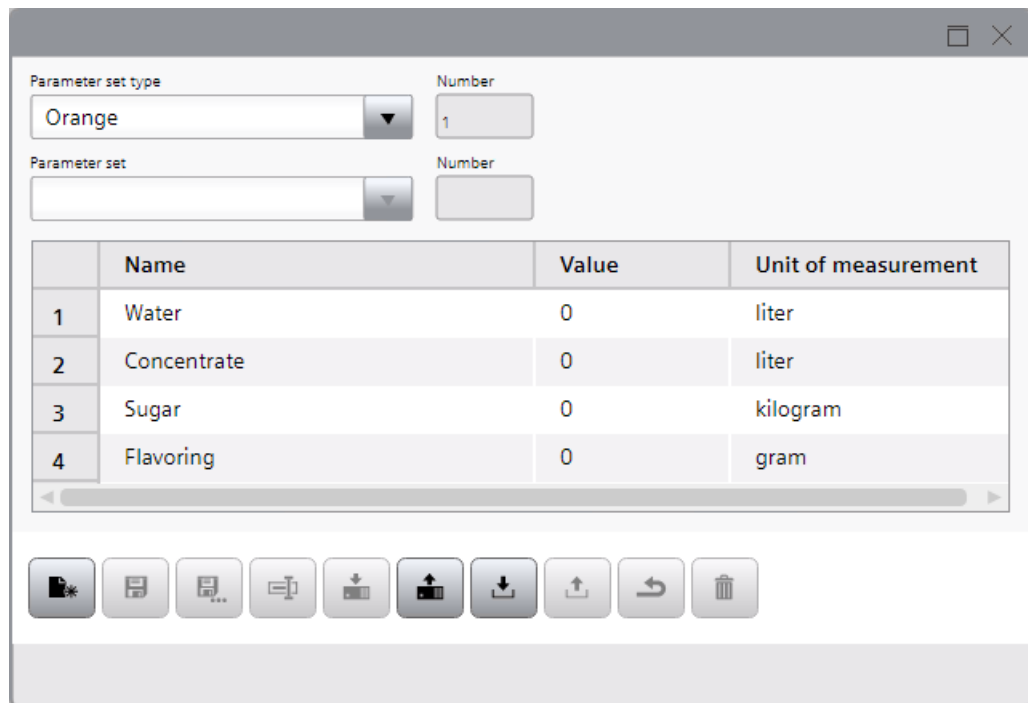 Parameter set type Number
Orange 1
Parameter set Number
Name Value Unit of measurement
1 Water 0 liter
2 Concentrate 0 liter
3 Sugar 0 kilogram
4 Flavoring 0 gram